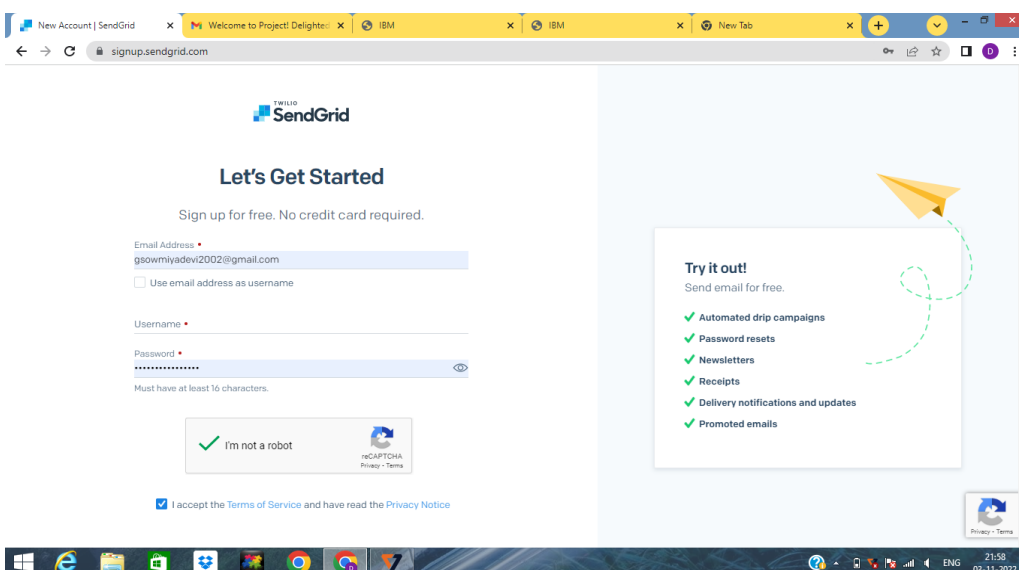 New Account | SendGrid
Welcome to Project! Delighted
IBM
IBM
New Tab
signup.sendgrid.com
D
TWILIO
SendGrid
Let's Get Started
Sign up for free. No credit card required.
Email Address •
gsowmiyadevi2002@gmail.com
Use email address as username
Username •
Password •
••••••••••••••••
Must have at least 16 characters.
I'm not a robot
reCAPTCHA
Privacy - Terms
I accept the Terms of Service and have read the Privacy Notice
Try it out!
Send email for free.
Automated drip campaigns
Password resets
Newsletters
Receipts
Delivery notifications and updates
Promoted emails
Privacy - Terms
ENG
21:58
02-11-2022